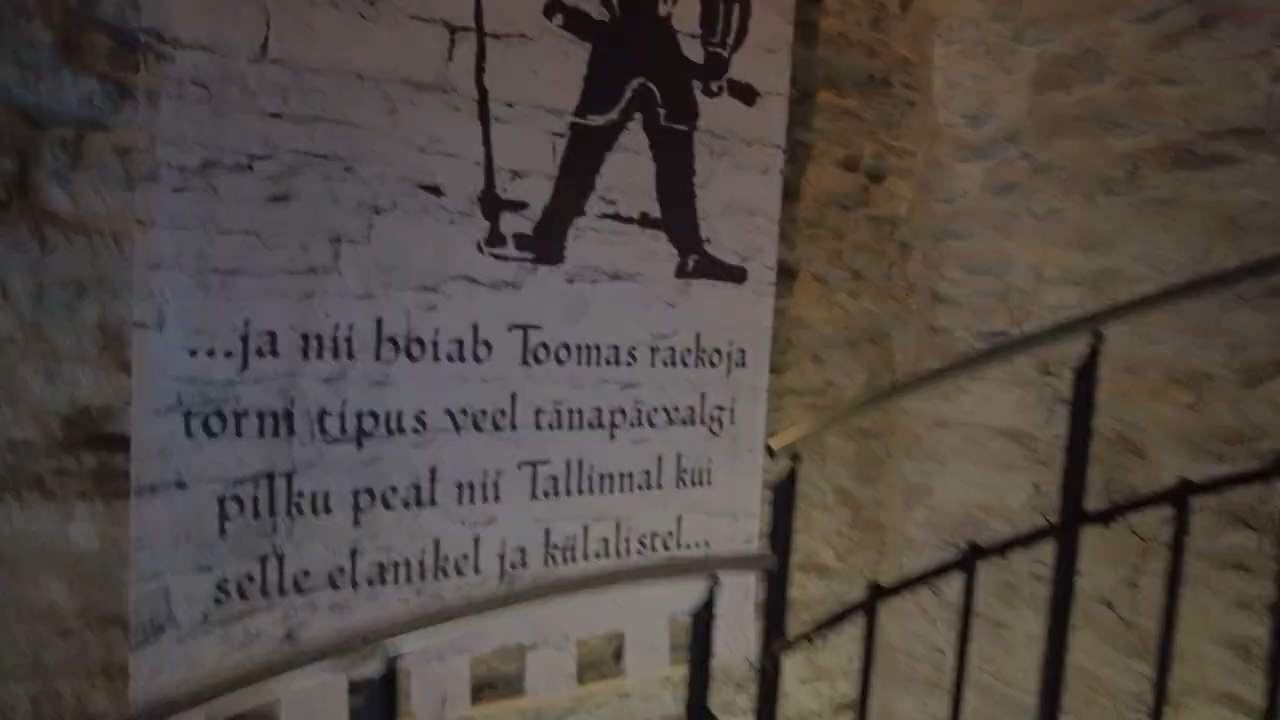 ...ja nii hoiab Toomas raekoja
torni tipus veel tänapäevalgi
pilku peal nii Tallinnal kui
selle elanikel ja külalistel...